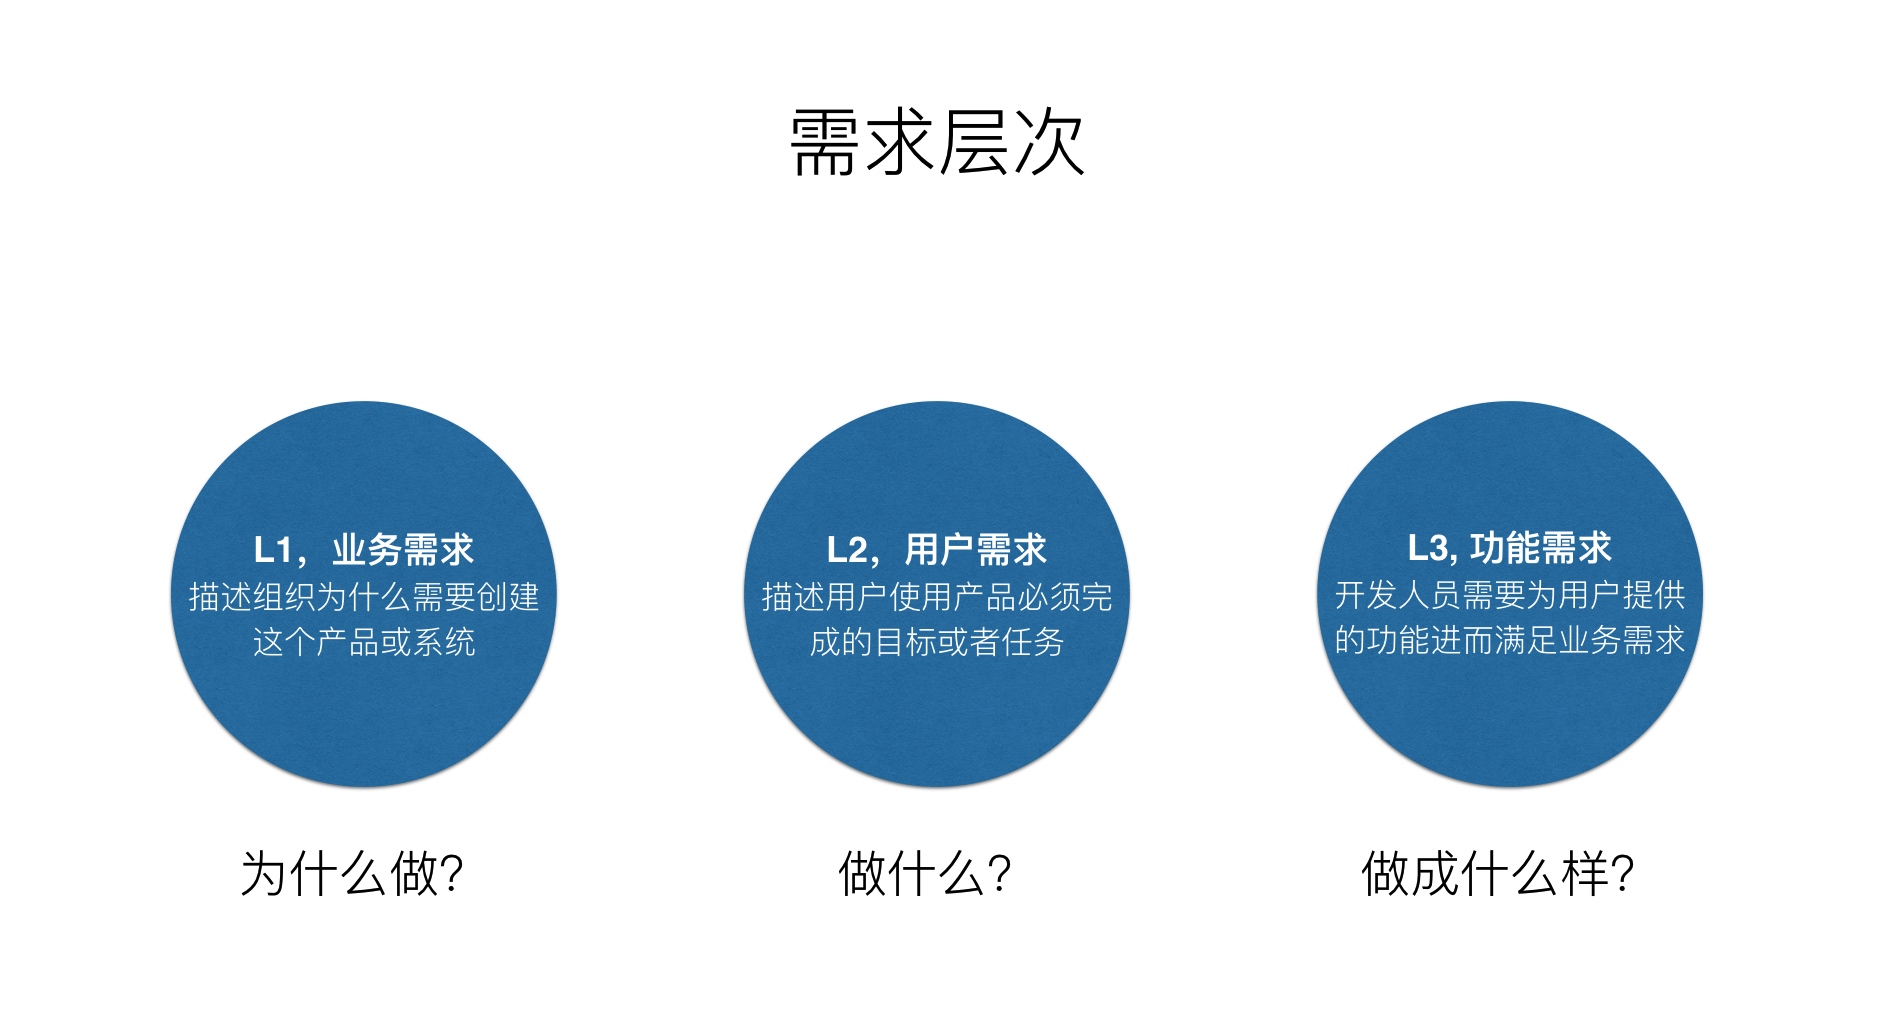 需求层次
L1，业务需求
描述组织为什么需要创建
这个产品或系统
L2，用户需求
描述用户使用产品必须完
成的目标或者任务
L3, 功能需求
开发人员需要为用户提供
的功能进而满足业务需求
为什么做？
做什么？
做成什么样？